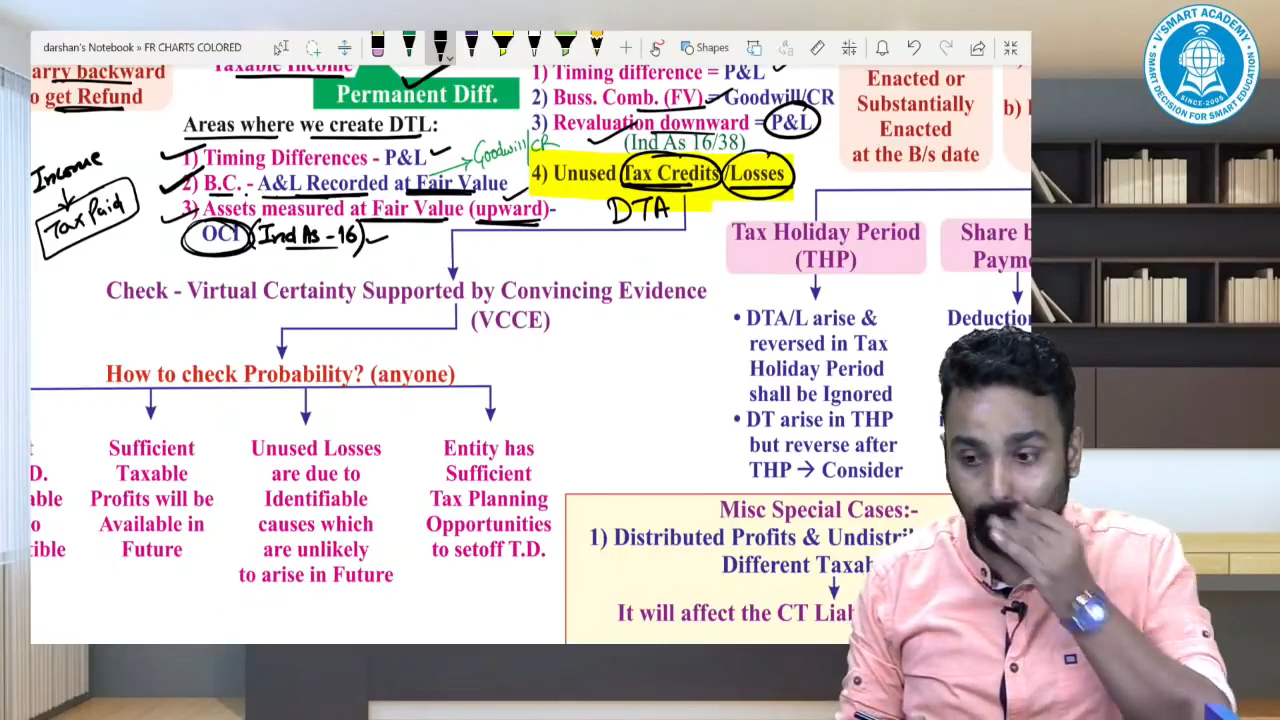 darshan's Notebook » FR CHARTS COLORED
Shapes
V'SMART ACADEMY
SMART DECISION FOR SMART EDUCATION
SINCE-2005
arry backward
o get Refund
Taxable Income
Permanent Diff.
Areas where we create DTL:
1) Timing Differences - P&L
Goodwill/CR
2) B.C. - A&L Recorded at Fair Value
3) Assets measured at Fair Value (upward)-
OCI (Ind As - 16)
Income
Tax Paid
1) Timing difference = P&L
2) Buss. Comb. (FV) = Goodwill/CR
3) Revaluation downward = P&L
(Ind As 16/38)
4) Unused Tax Credits/Losses
DTA
Enacted or
Substantially
Enacted
at the B/s date
b) I
Check - Virtual Certainty Supported by Convincing Evidence
(VCCE)
How to check Probability? (anyone)
D.
able
o
tible
Sufficient
Taxable
Profits will be
Available in
Future
Unused Losses
are due to
Identifiable
causes which
are unlikely
to arise in Future
Entity has
Sufficient
Tax Planning
Opportunities
to setoff T.D.
Tax Holiday Period
(THP)
• DTA/L arise &
reversed in Tax
Holiday Period
shall be Ignored
• DT arise in THP
but reverse after
THP → Consider
Share b
Payme
Deduction
Misc Special Cases:-
1) Distributed Profits & Undistri
Different Taxab
It will affect the CT Liab